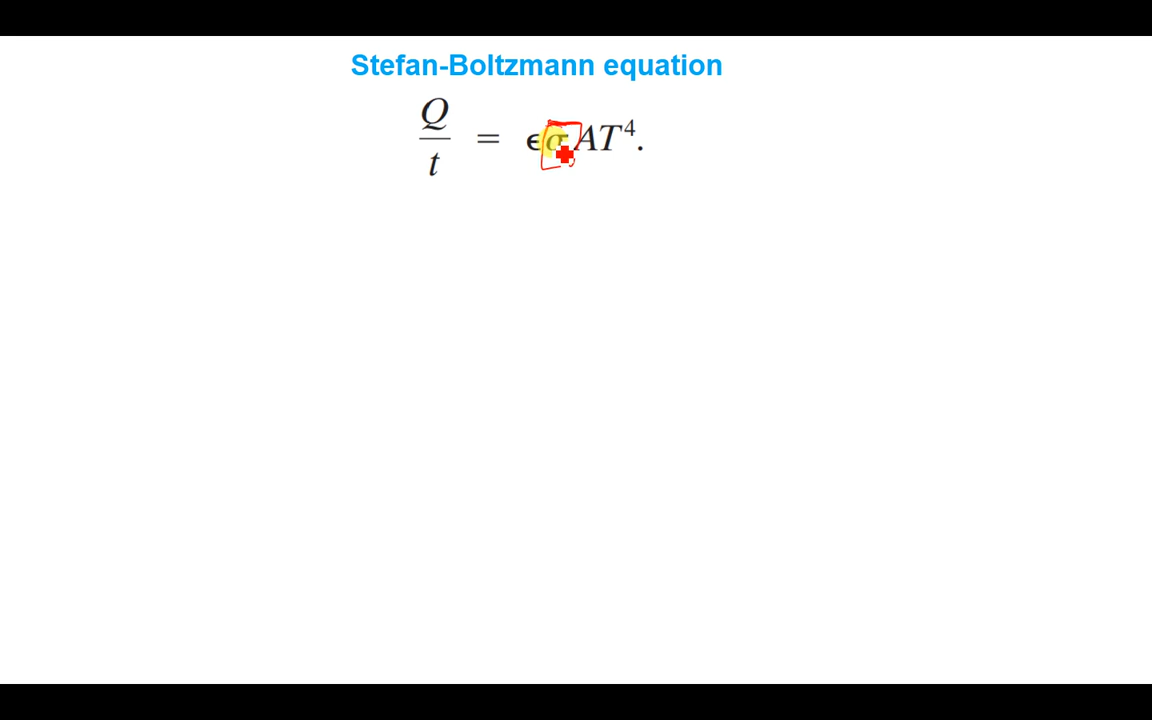 Stefan-Boltzmann equation
Q/t = ϵσAT⁴.